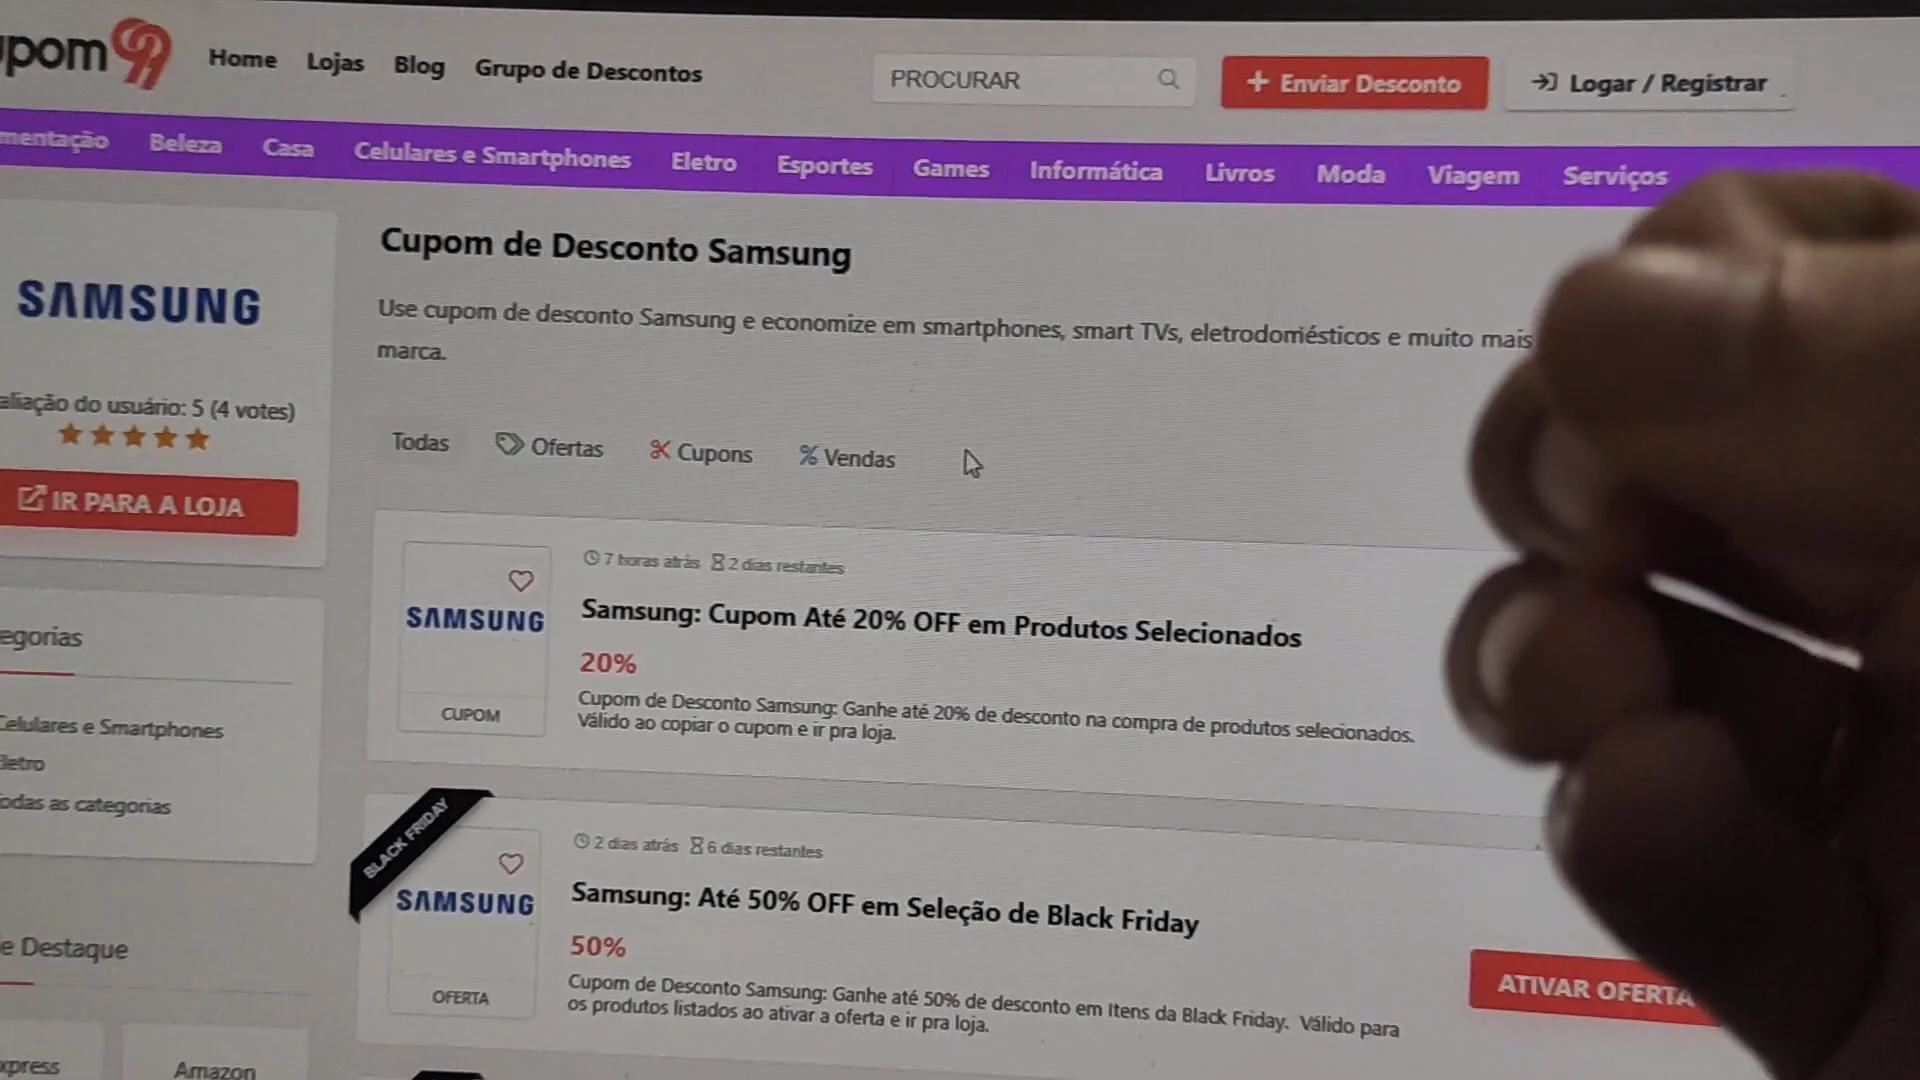 upom99
Home Lojas Blog Grupo de Descontos
PROCURAR
+ Enviar Desconto
Logar / Registrar
mentação Beleza Casa Celulares e Smartphones Eletro Esportes Games Informática Livros Moda Viagem Serviços
SAMSUNG
aliação do usuário: 5 (4 votes)
IR PARA A LOJA
egorias
Celulares e Smartphones
Eletro
odas as categorias
e Destaque
xpress
Amazon
Cupom de Desconto Samsung
Use cupom de desconto Samsung e economize em smartphones, smart TVs, eletrodomésticos e muito mais
marca.
Todas Ofertas Cupons % Vendas
SAMSUNG
CUPOM
7 horas atrás 2 dias restantes
Samsung: Cupom Até 20% OFF em Produtos Selecionados
20%
Cupom de Desconto Samsung: Ganhe até 20% de desconto na compra de produtos selecionados.
Válido ao copiar o cupom e ir pra loja.
BLACK FRIDAY
SAMSUNG
OFERTA
2 dias atrás 6 dias restantes
Samsung: Até 50% OFF em Seleção de Black Friday
50%
Cupom de Desconto Samsung: Ganhe até 50% de desconto em Itens da Black Friday. Válido para
os produtos listados ao ativar a oferta e ir pra loja.
ATIVAR OFERTA